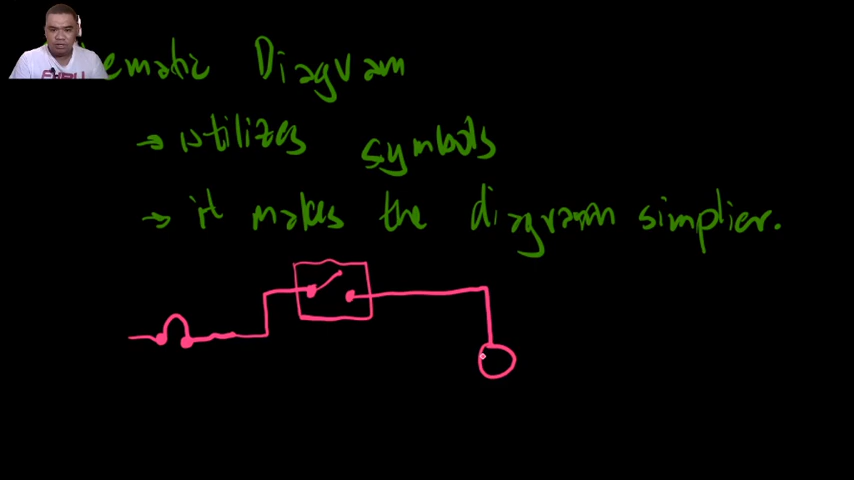 ematic Diagram
→ utilizes symbols
→ it makes the diagram simplier.